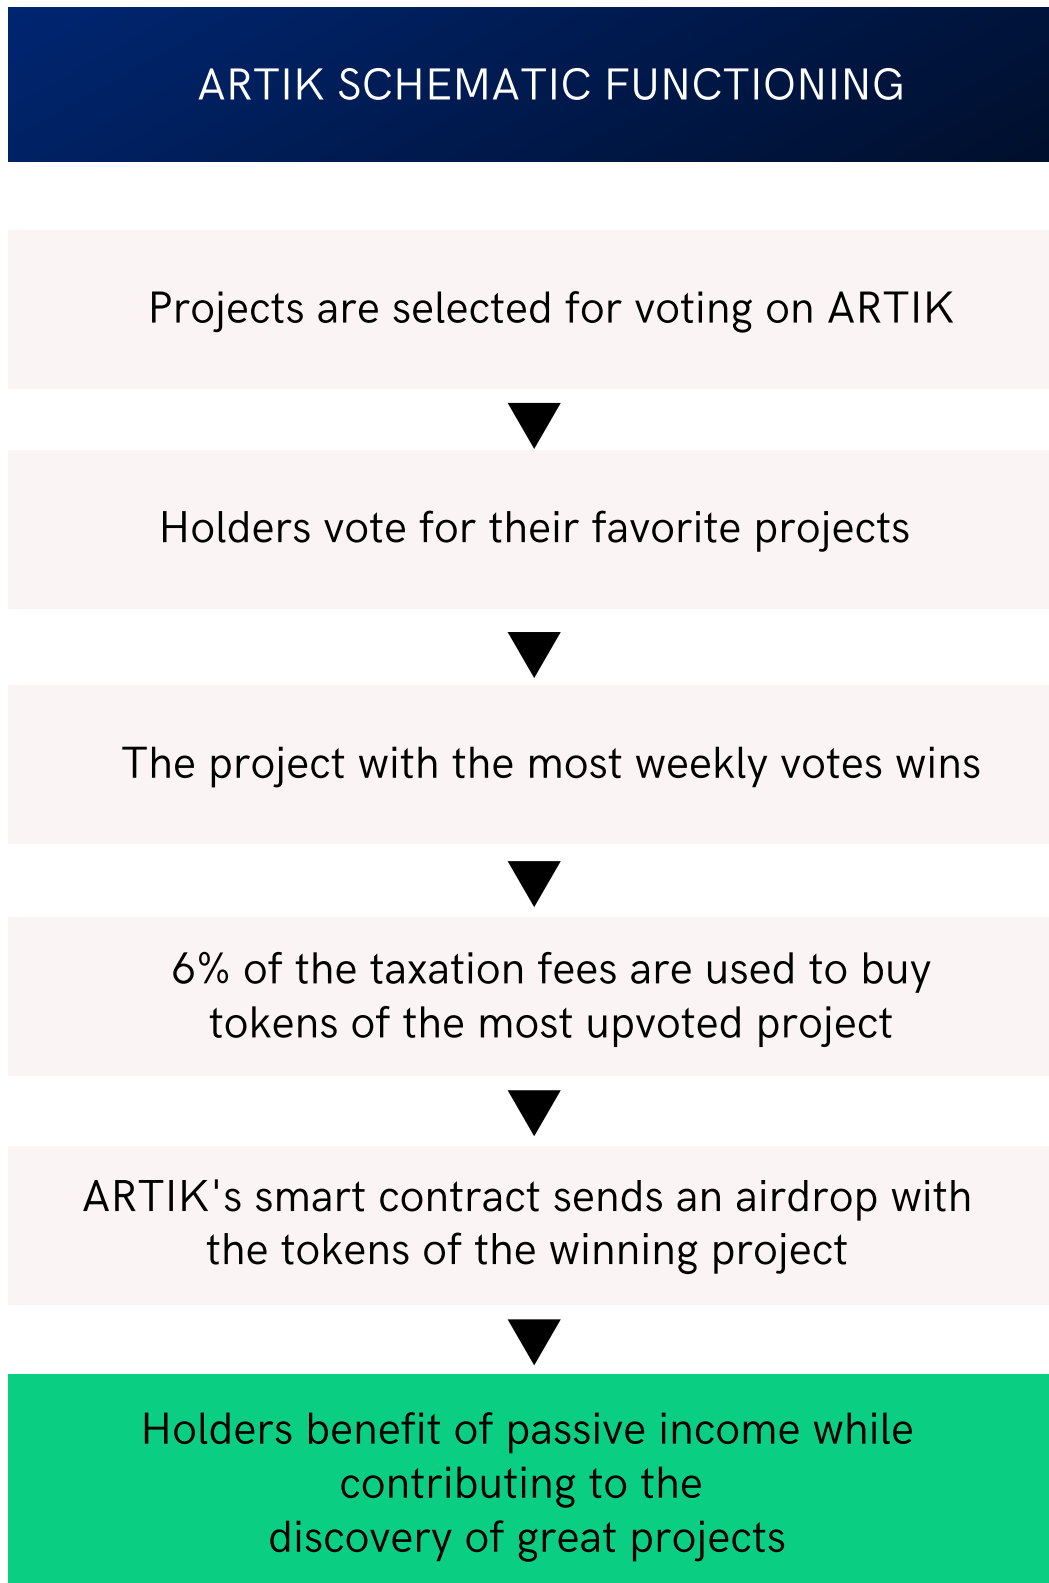 ARTIK SCHEMATIC FUNCTIONING
Projects are selected for voting on ARTIK
Holders vote for their favorite projects
The project with the most weekly votes wins
6% of the taxation fees are used to buy
tokens of the most upvoted project
ARTIK's smart contract sends an airdrop with
the tokens of the winning project
Holders benefit of passive income while
contributing to the
discovery of great projects